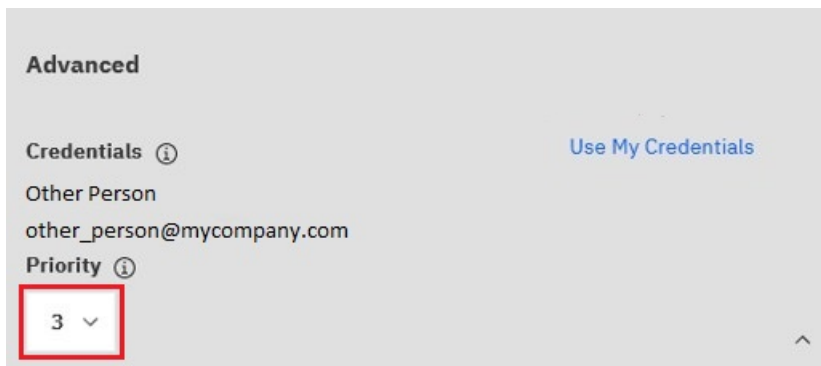 Advanced
Credentials
Use My Credentials
Other Person
other_person@mycompany.com
Priority
3